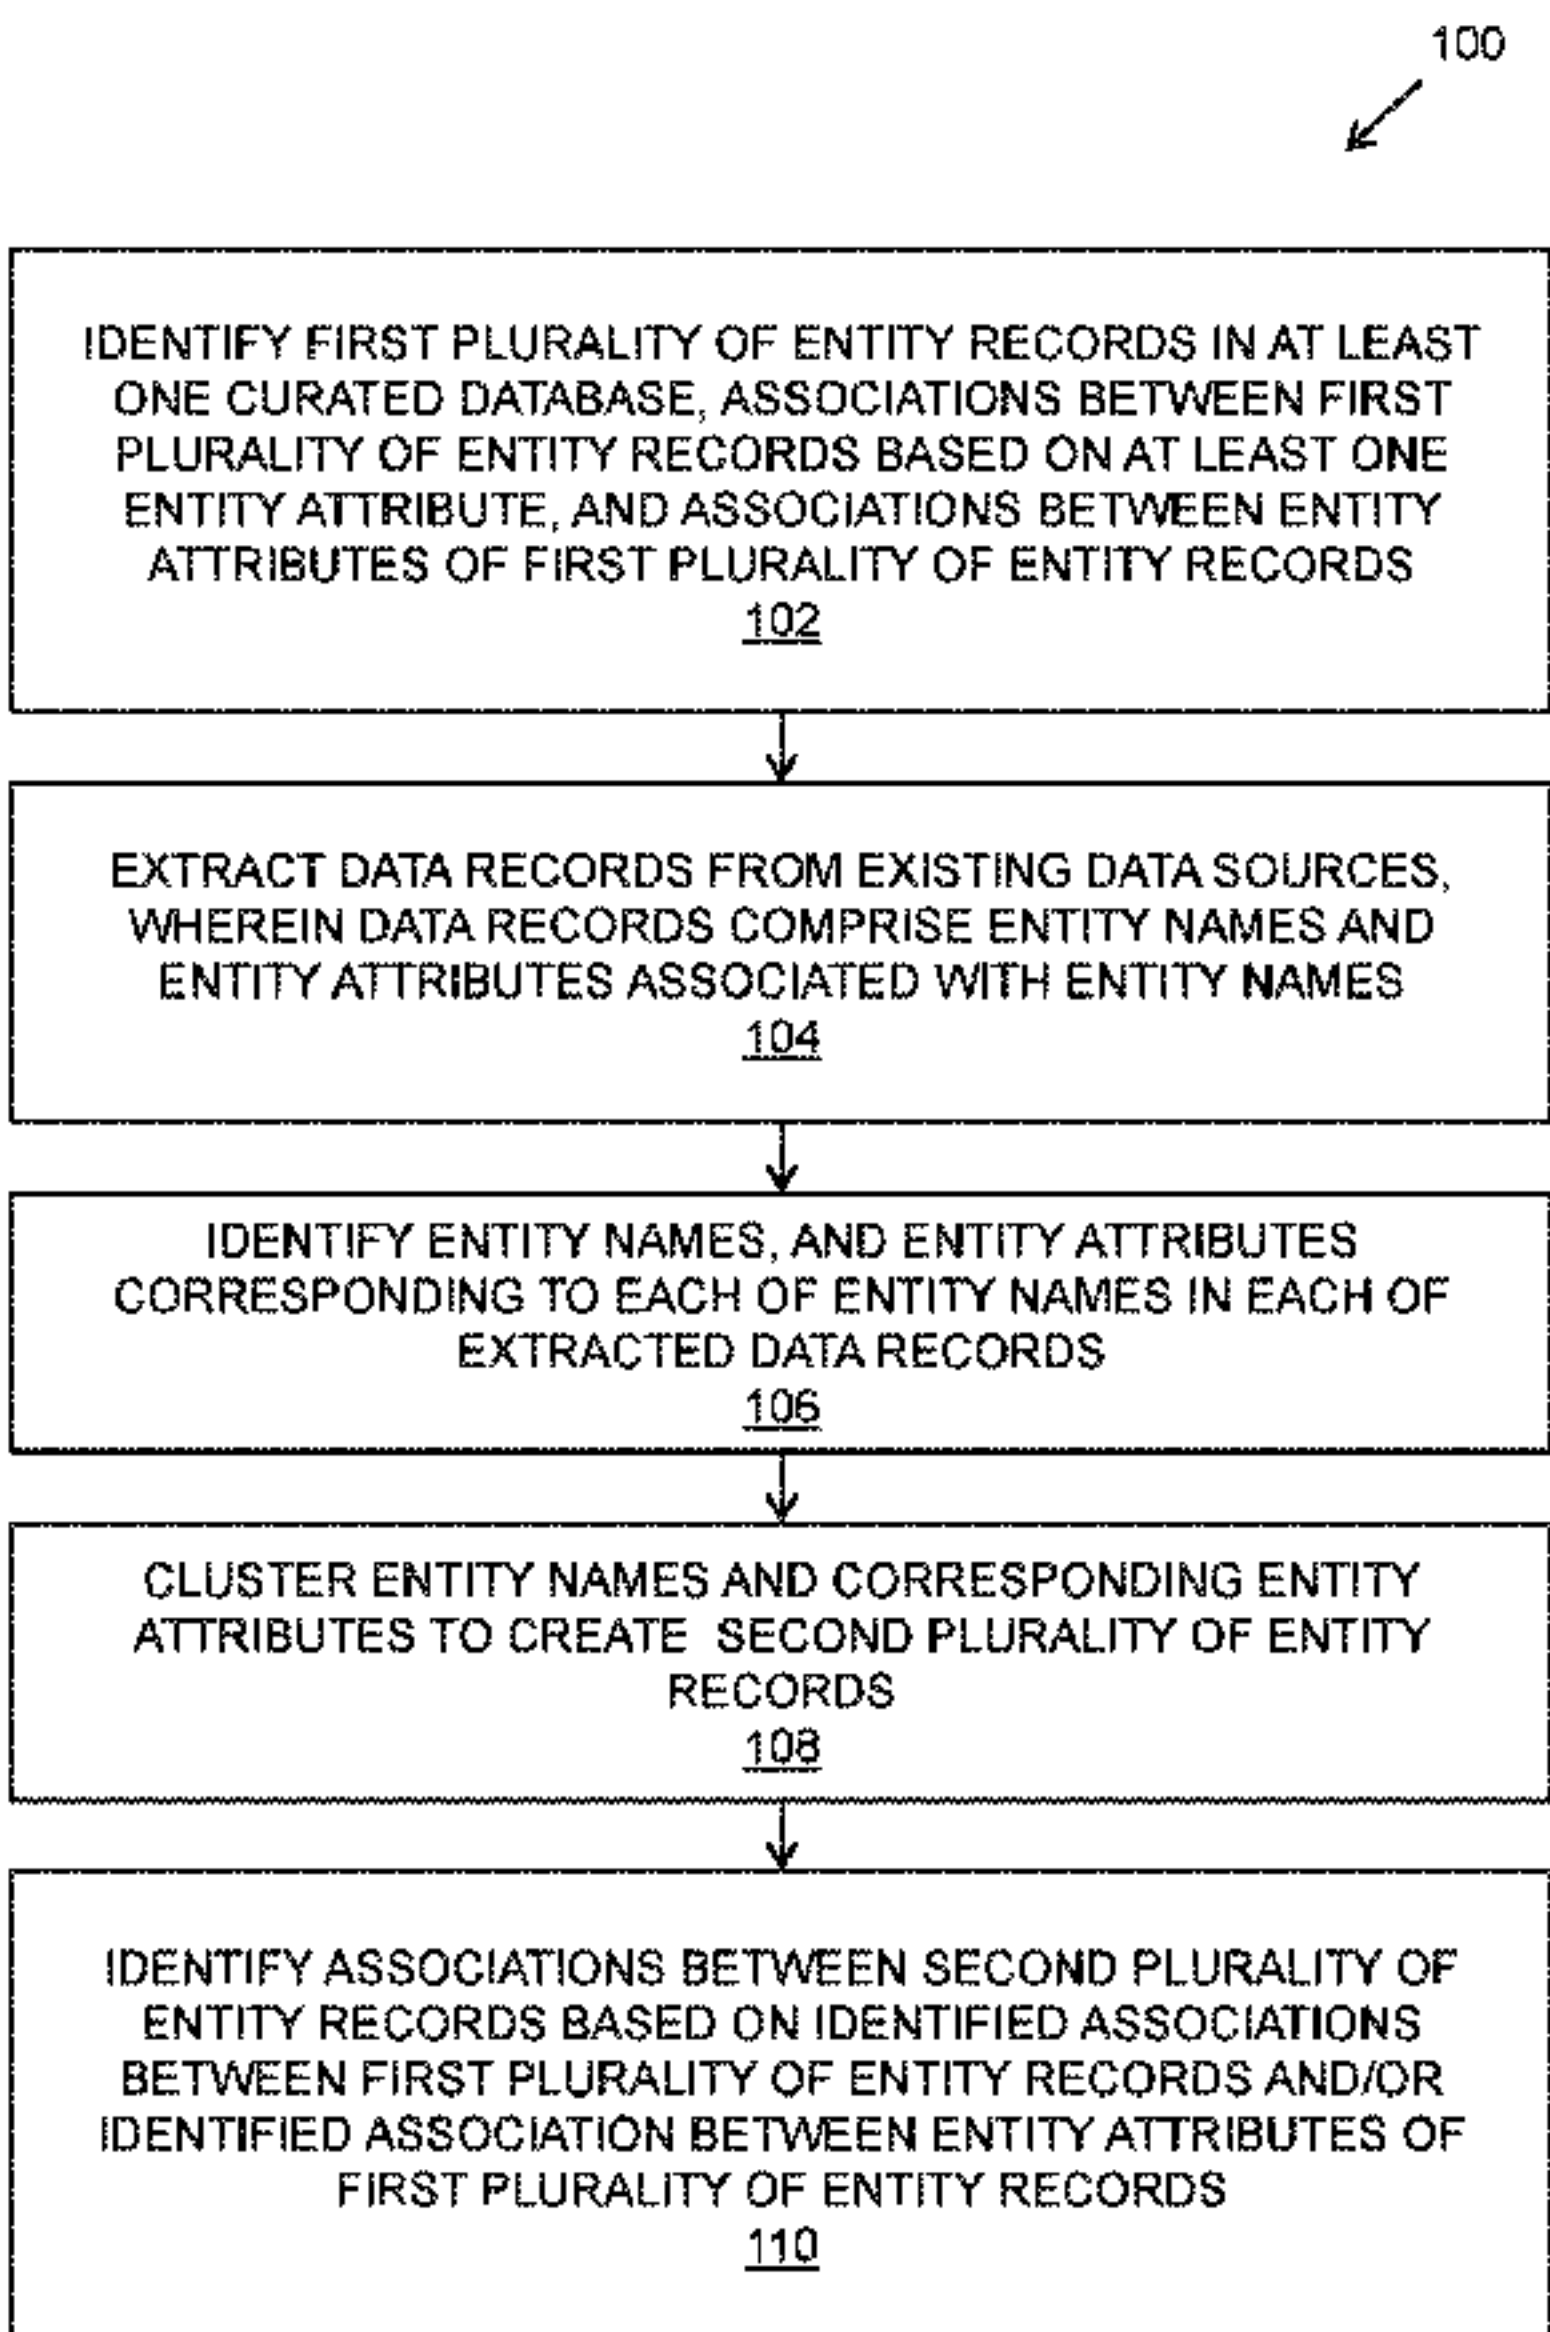 100
IDENTIFY FIRST PLURALITY OF ENTITY RECORDS IN AT LEAST
ONE CURATED DATABASE, ASSOCIATIONS BETWEEN FIRST
PLURALITY OF ENTITY RECORDS BASED ON AT LEAST ONE
ENTITY ATTRIBUTE, AND ASSOCIATIONS BETWEEN ENTITY
ATTRIBUTES OF FIRST PLURALITY OF ENTITY RECORDS
102
EXTRACT DATA RECORDS FROM EXISTING DATA SOURCES,
WHEREIN DATA RECORDS COMPRISE ENTITY NAMES AND
ENTITY ATTRIBUTES ASSOCIATED WITH ENTITY NAMES
104
IDENTIFY ENTITY NAMES, AND ENTITY ATTRIBUTES
CORRESPONDING TO EACH OF ENTITY NAMES IN EACH OF
EXTRACTED DATA RECORDS
106
CLUSTER ENTITY NAMES AND CORRESPONDING ENTITY
ATTRIBUTES TO CREATE SECOND PLURALITY OF ENTITY
RECORDS
108
IDENTIFY ASSOCIATIONS BETWEEN SECOND PLURALITY OF
ENTITY RECORDS BASED ON IDENTIFIED ASSOCIATIONS
BETWEEN FIRST PLURALITY OF ENTITY RECORDS AND/OR
IDENTIFIED ASSOCIATION BETWEEN ENTITY ATTRIBUTES OF
FIRST PLURALITY OF ENTITY RECORDS
110